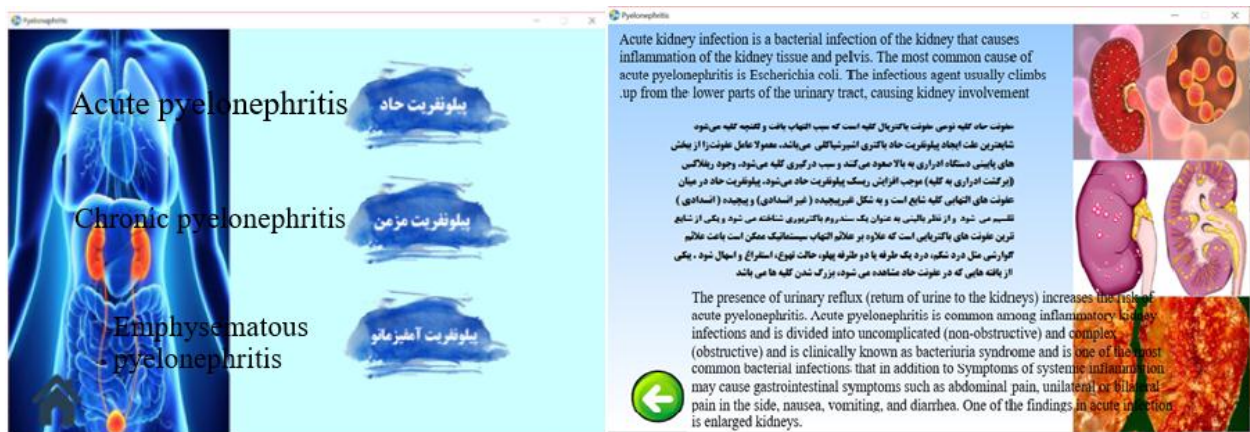 Pyelonephritis
Acute pyelonephritis
پیلونفریت حاد
Chronic pyelonephritis
پیلونفریت مزمن
Emphysematous
pyelonephritis
پیلونفریت آمفیزماتو
Pyelonephritis
Acute kidney infection is a bacterial infection of the kidney that causes
inflammation of the kidney tissue and pelvis. The most common cause of
acute pyelonephritis is Escherichia coli. The infectious agent usually climbs
.up from the lower parts of the urinary tract, causing kidney involvement
عفونت حاد کلیه نوعی عفونت باکتریال کلیه است که سبب التهاب بافت و لگنچه کلیه می‌شود
شایعترین علت ایجاد پیلونفریت حاد باکتری اشیرشیاکلی می‌باشد، معمولا عامل عفونت‌زا از بخش
های پایینی دستگاه ادراری به بالا صعود می‌کند و سبب درگیری کلیه می‌شود، وجود ریفلاکس
(برگشت ادراری به کلیه) موجب افزایش ریسک پیلونفریت حاد می‌شود، پیلونفریت حاد در میان
عفونت های التهابی کلیه شایع است و به شکل غیرپیچیده ( غیر انسدادی) و پیچیده ( انسدادی )
تقسیم می شود و از نظر بالینی به عنوان یک سندروم باکتریوری شناخته می شود و یکی از شایع
ترین عفونت های باکتریایی است که علاوه بر علائم التهاب سیستماتیک ممکن است باعث علائم
گوارشی مثل درد شکم، درد یک طرفه یا دو طرفه پهلو، حالت تهوع، استفراغ و اسهال شود . یکی
از یافته هایی که در عفونت حاد مشاهده می شود، بزرگ شدن کلیه ها می باشد
The presence of urinary reflux (return of urine to the kidneys) increases the risk of
acute pyelonephritis. Acute pyelonephritis is common among inflammatory kidney
infections and is divided into uncomplicated (non-obstructive) and complex
(obstructive) and is clinically known as bacteriuria syndrome and is one of the most
common bacterial infections that in addition to Symptoms of systemic inflammation
may cause gastrointestinal symptoms such as abdominal pain, unilateral or bilateral
pain in the side, nausea, vomiting, and diarrhea. One of the findings in acute infection
is enlarged kidneys.